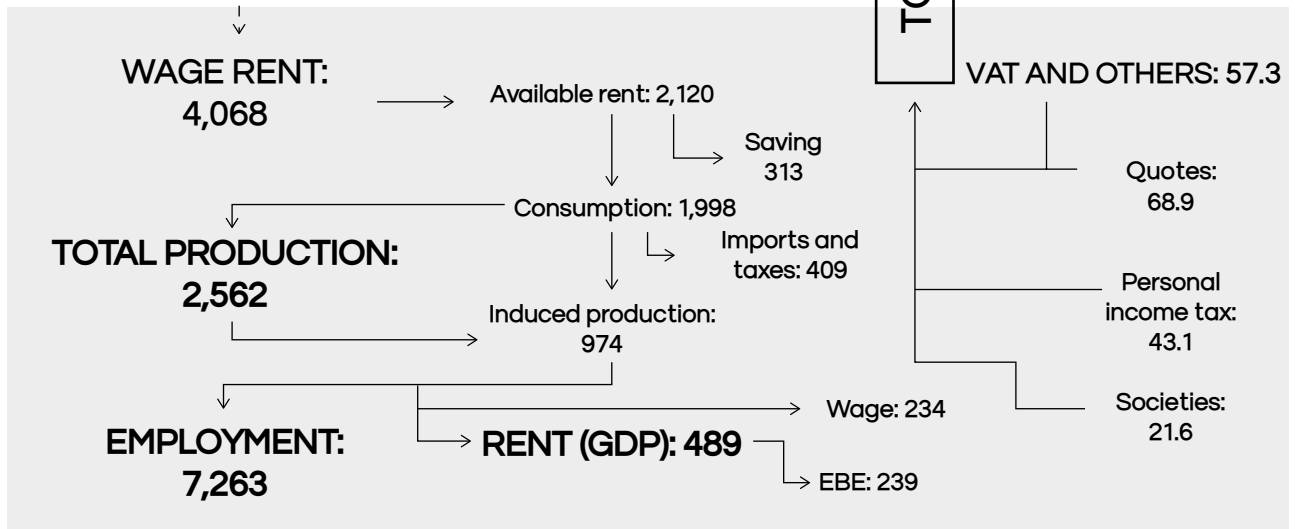 TO
WAGE RENT:
4,068
Available rent: 2,120
Saving
313
Consumption: 1,998
Imports and
taxes: 409
TOTAL PRODUCTION:
2,562
Induced production:
974
EMPLOYMENT:
7,263
Wage: 234
RENT (GDP): 489
EBE: 239
VAT AND OTHERS: 57.3
Quotes:
68.9
Personal
income tax:
43.1
Societies:
21.6